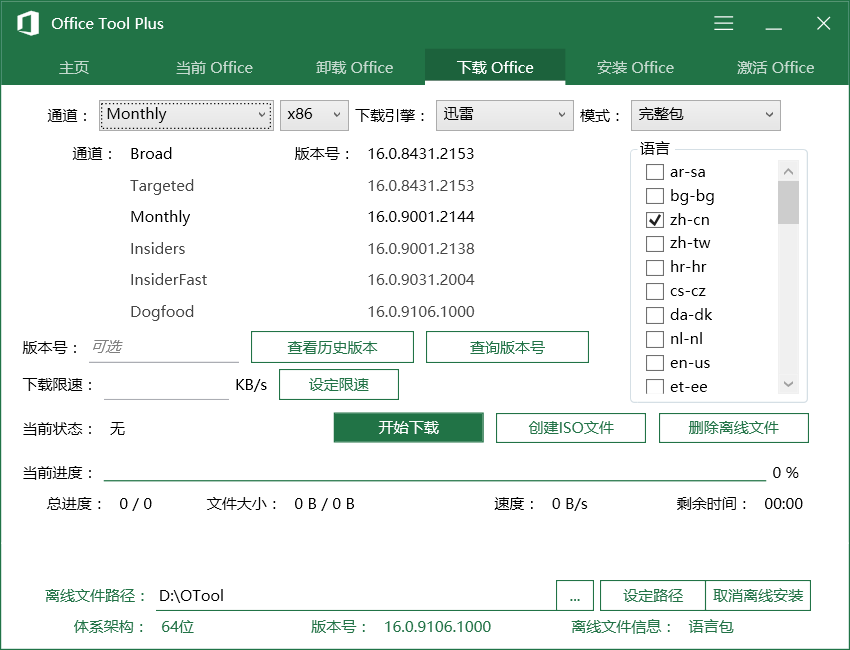 Office Tool Plus
主页 当前 Office 卸载 Office 下载 Office 安装 Office 激活 Office
通道： Monthly x86 下载引擎： 迅雷 模式： 完整包
通道： Broad 版本号： 16.0.8431.2153
Targeted 16.0.8431.2153
Monthly 16.0.9001.2144
Insiders 16.0.9001.2138
InsiderFast 16.0.9031.2004
Dogfood 16.0.9106.1000
语言
ar-sa
bg-bg
zh-cn
zh-tw
hr-hr
cs-cz
da-dk
nl-nl
en-us
et-ee
版本号： 可选 查看历史版本 查询版本号
下载限速： KB/s 设定限速
当前状态： 无 开始下载 创建ISO文件 删除离线文件
当前进度： 0 %
总进度： 0 / 0 文件大小： 0 B / 0 B 速度： 0 B/s 剩余时间： 00:00
离线文件路径： D:\OTool ... 设定路径 取消离线安装
体系架构： 64位 版本号： 16.0.9106.1000 离线文件信息： 语言包